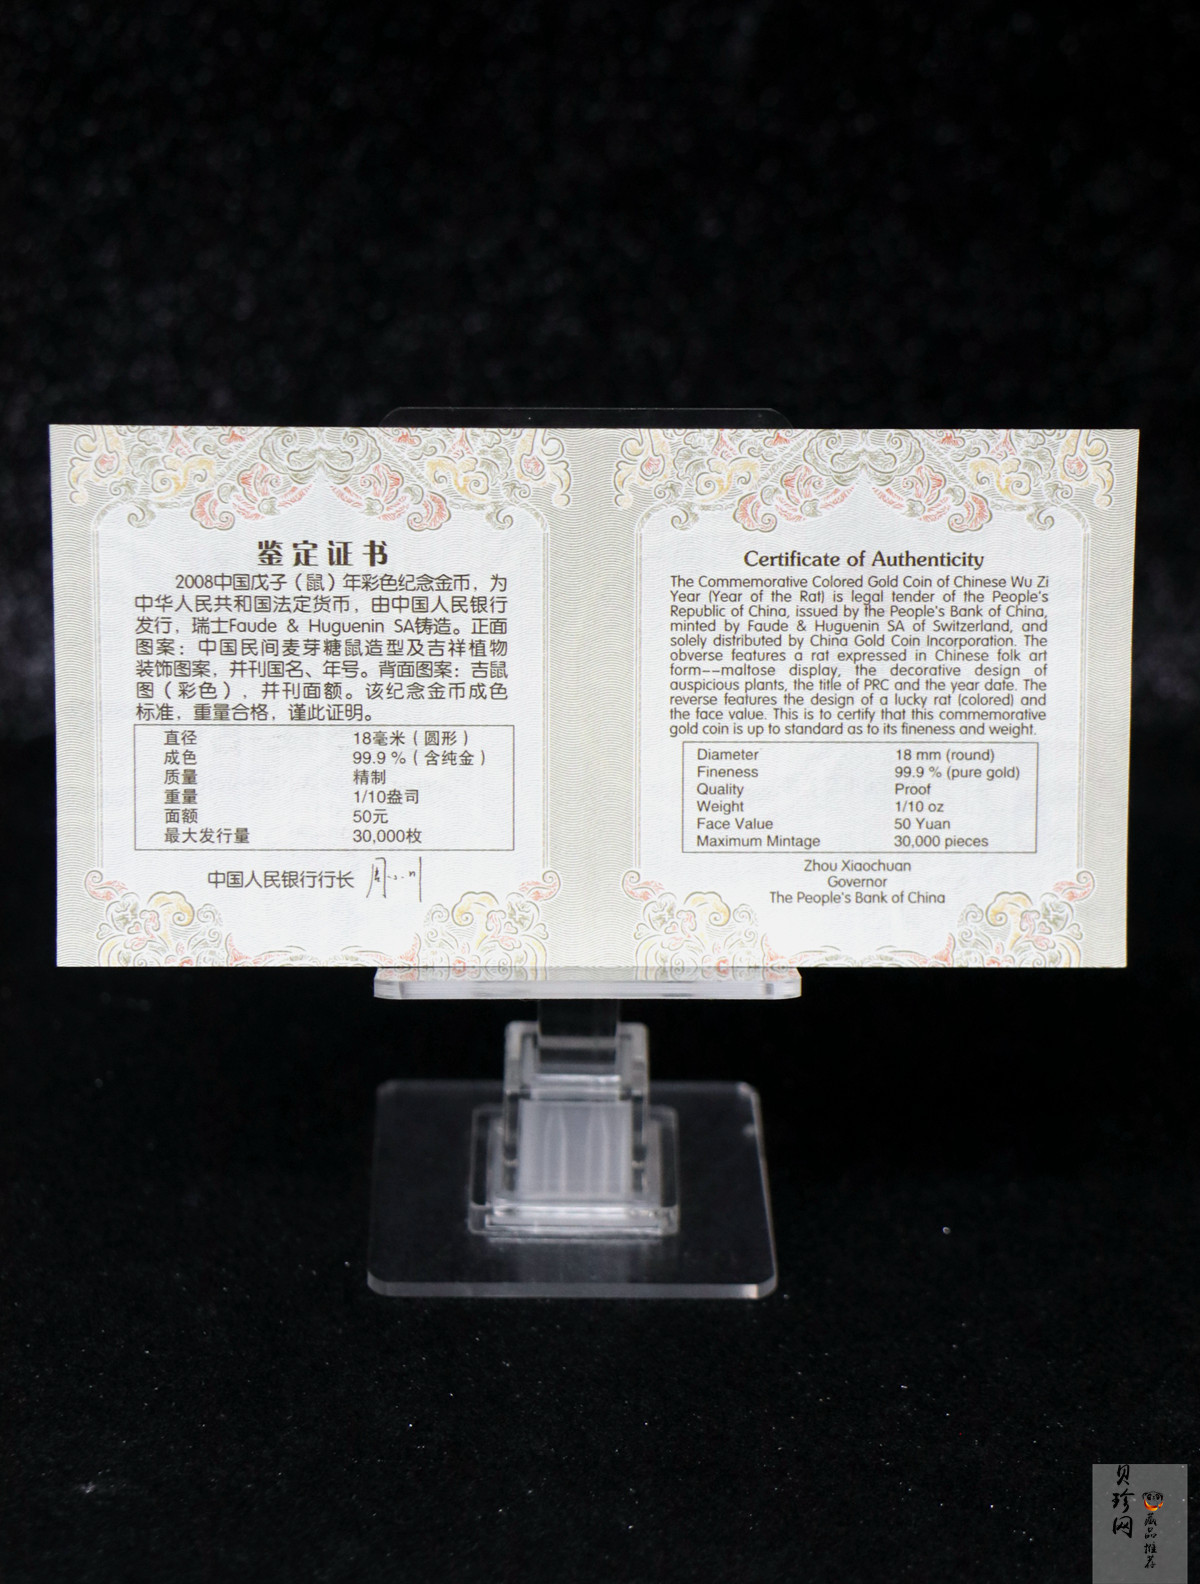 鉴定证书
2008中国戊子（鼠）年彩色纪念金币，为
中华人民共和国法定货币，由中国人民银行
发行，瑞士Faude & Huguenin SA铸造。正面
图案：中国民间麦芽糖鼠造型及吉祥植物
装饰图案，并刊国名、年号。背面图案：吉鼠
图（彩色），并刊面额。该纪念金币成色
标准，重量合格，谨此证明。
直径 18毫米（圆形）
成色 99.9 %（含纯金）
质量 精制
重量 1/10盎司
面额 50元
最大发行量 30,000枚
中国人民银行行长
Certificate of Authenticity
The Commemorative Colored Gold Coin of Chinese Wu Zi
Year (Year of the Rat) is legal tender of the People's
Republic of China, issued by the People's Bank of China,
minted by Faude & Huguenin SA of Switzerland, and
solely distributed by China Gold Coin Incorporation. The
obverse features a rat expressed in Chinese folk art
form--maltose display, the decorative design of
auspicious plants, the title of PRC and the year date. The
reverse features the design of a lucky rat (colored) and
the face value. This is to certify that this commemorative
gold coin is up to standard as to its fineness and weight.
Diameter 18 mm (round)
Fineness 99.9 % (pure gold)
Quality Proof
Weight 1/10 oz
Face Value 50 Yuan
Maximum Mintage 30,000 pieces
Zhou Xiaochuan
Governor
The People's Bank of China
贝珍网
藏品推荐